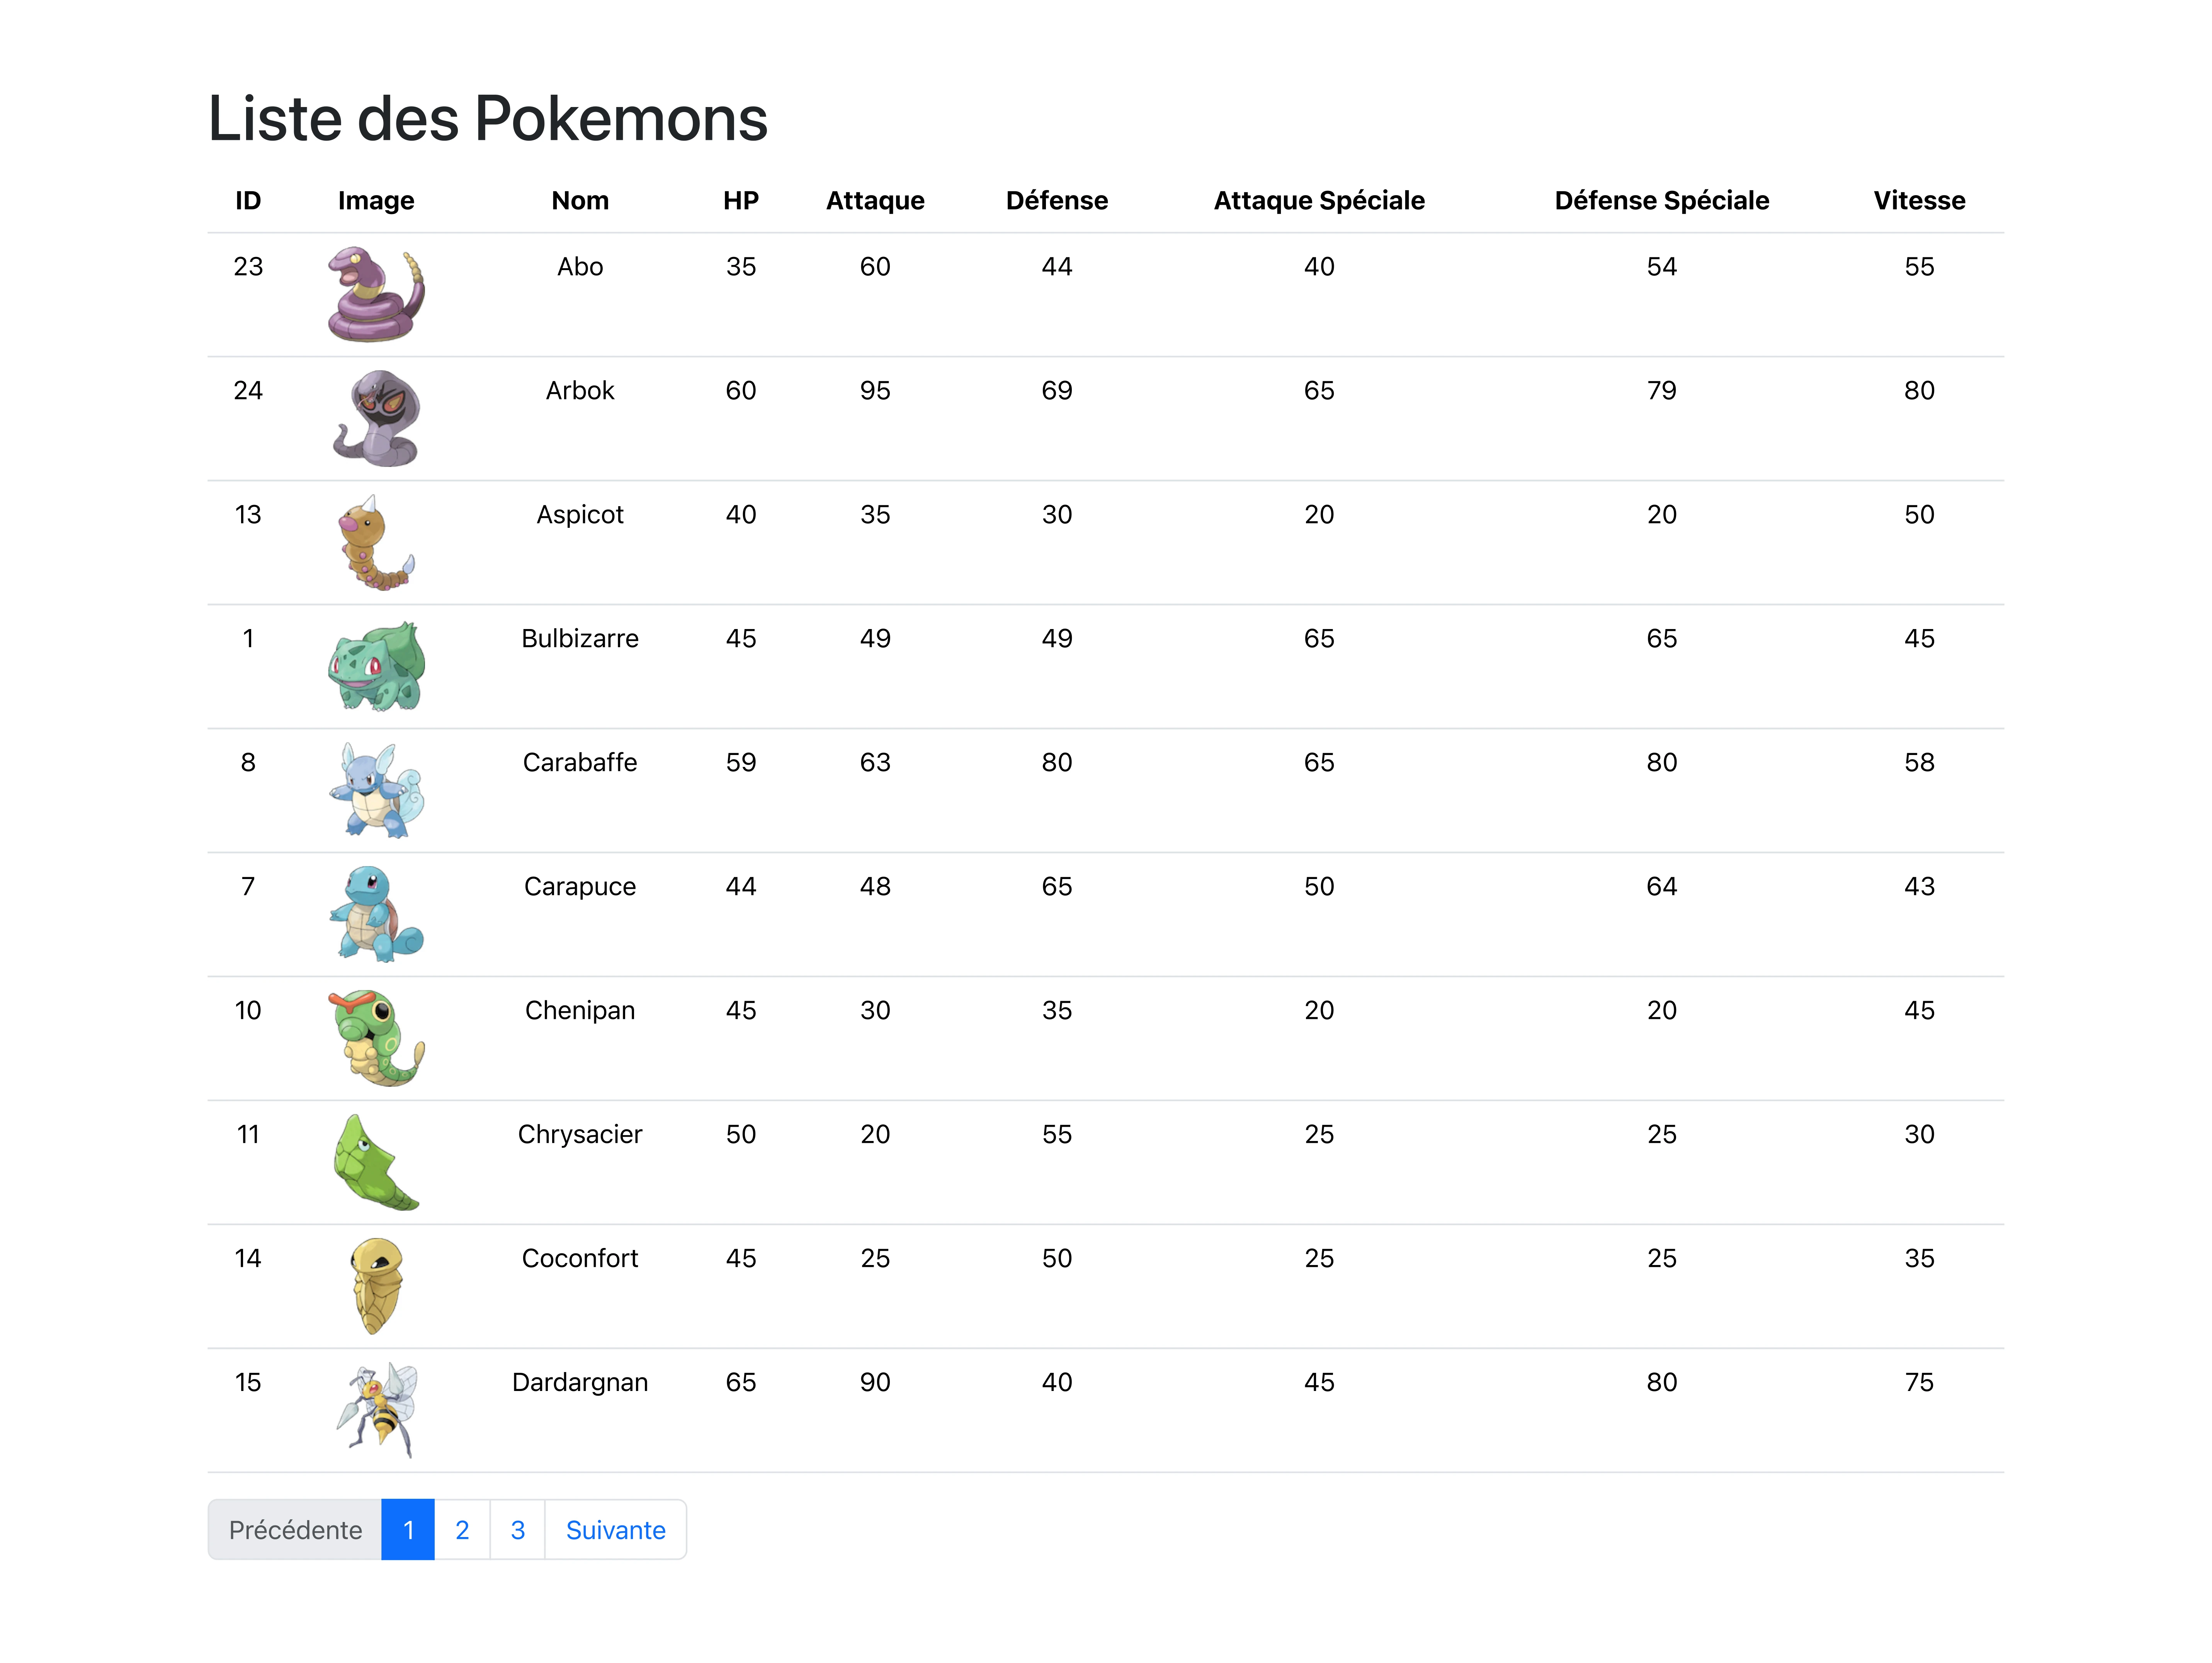 Liste des Pokemons
ID Image Nom HP Attaque Défense Attaque Spéciale Défense Spéciale Vitesse
23 Abo 35 60 44 40 54 55
24 Arbok 60 95 69 65 79 80
13 Aspicot 40 35 30 20 20 50
1 Bulbizarre 45 49 49 65 65 45
8 Carabaffe 59 63 80 65 80 58
7 Carapuce 44 48 65 50 64 43
10 Chenipan 45 30 35 20 20 45
11 Chrysacier 50 20 55 25 25 30
14 Coconfort 45 25 50 25 25 35
15 Dardargnan 65 90 40 45 80 75
Précédente 1 2 3 Suivante